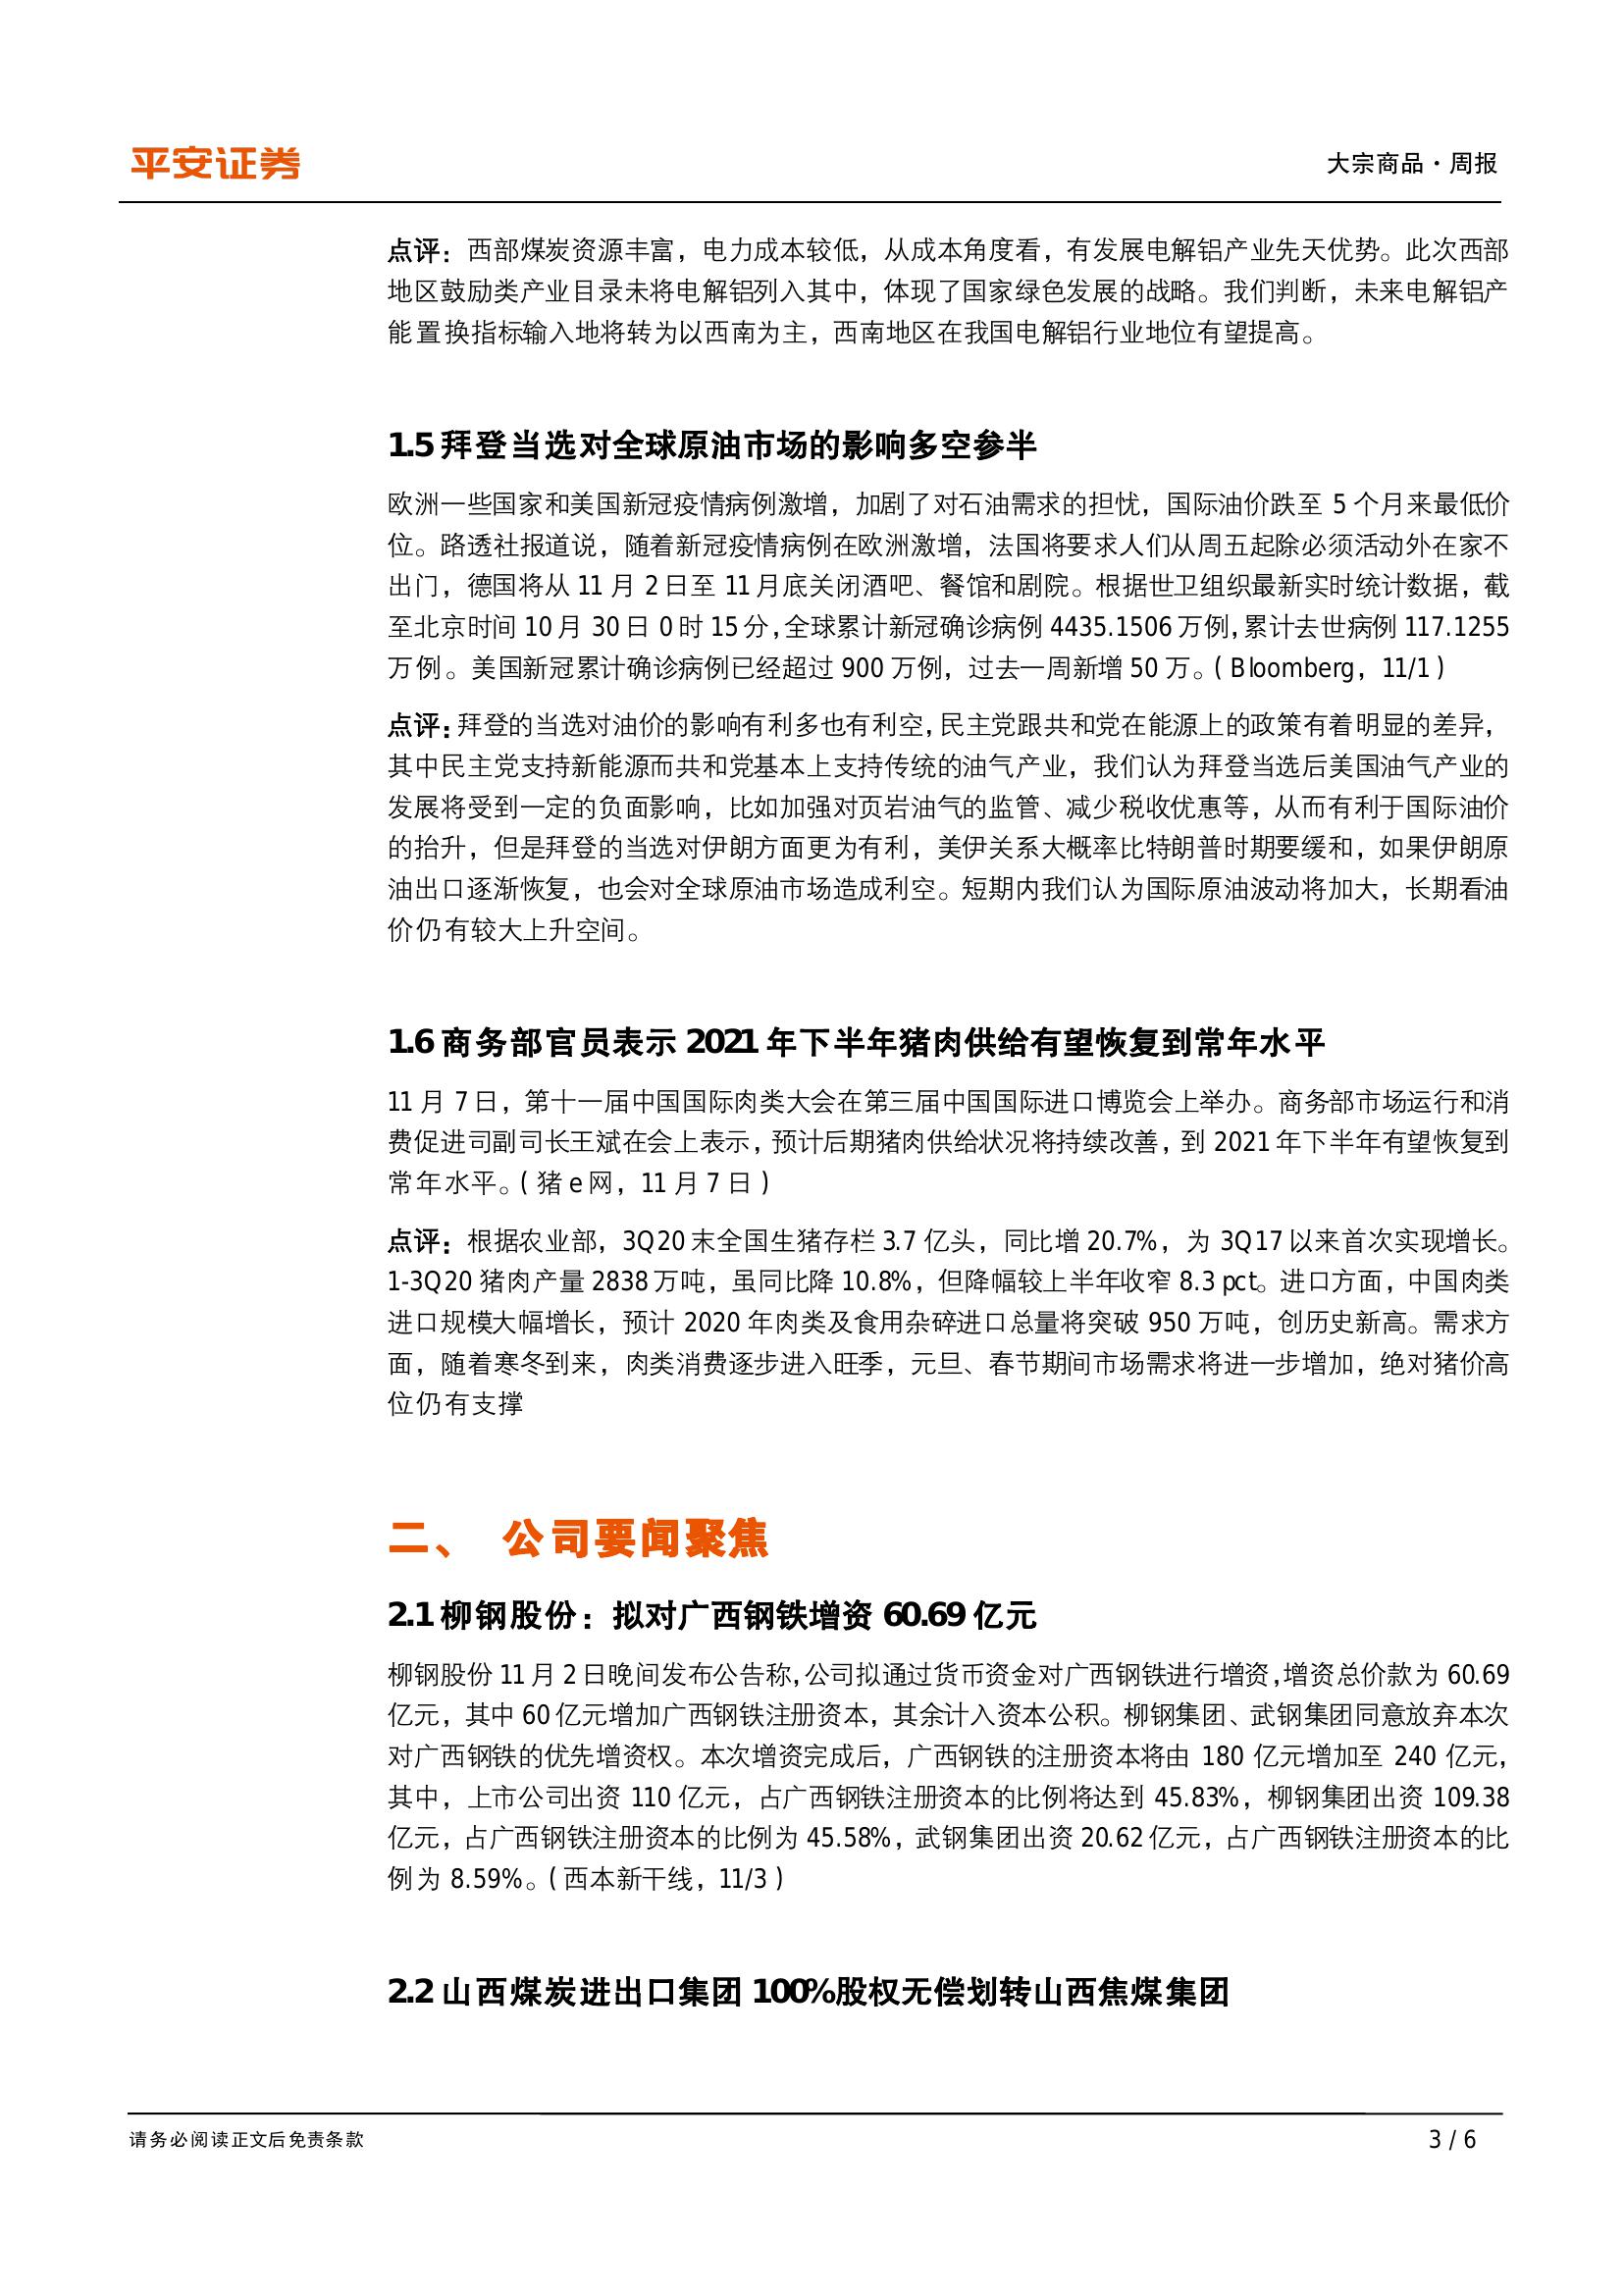 平安证券
大宗商品·周报
点评：西部煤炭资源丰富，电力成本较低，从成本角度看，有发展电解铝产业先天优势。此次西部
地区鼓励类产业目录未将电解铝列入其中，体现了国家绿色发展的战略。我们判断，未来电解铝产
能置换指标输入地将转为以西南为主，西南地区在我国电解铝行业地位有望提高。
1.5 拜登当选对全球原油市场的影响多空参半
欧洲一些国家和美国新冠疫情病例激增，加剧了对石油需求的担忧，国际油价跌至 5 个月来最低价
位。路透社报道说，随着新冠疫情病例在欧洲激增，法国将要求人们从周五起除必须活动外在家不
出门，德国将从 11 月 2 日至 11 月底关闭酒吧、餐馆和剧院。根据世卫组织最新实时统计数据，截
至北京时间 10 月 30 日 0 时 15 分，全球累计新冠确诊病例 4435.1506 万例，累计去世病例 117.1255
万例。美国新冠累计确诊病例已经超过 900 万例，过去一周新增 50 万。（Bloomberg，11/1）
点评：拜登的当选对油价的影响有利多也有利空，民主党跟共和党在能源上的政策有着明显的差异，
其中民主党支持新能源而共和党基本上支持传统的油气产业，我们认为拜登当选后美国油气产业的
发展将受到一定的负面影响，比如加强对页岩油气的监管、减少税收优惠等，从而有利于国际油价
的抬升，但是拜登的当选对伊朗方面更为有利，美伊关系大概率比特朗普时期要缓和，如果伊朗原
油出口逐渐恢复，也会对全球原油市场造成利空。短期内我们认为国际原油波动将加大，长期看油
价仍有较大上升空间。
1.6 商务部官员表示 2021 年下半年猪肉供给有望恢复到常年水平
11 月 7 日，第十一届中国国际肉类大会在第三届中国国际进口博览会上举办。商务部市场运行和消
费促进司副司长王斌在会上表示，预计后期猪肉供给状况将持续改善，到 2021 年下半年有望恢复到
常年水平。（猪 e 网，11 月 7 日）
点评：根据农业部，3Q20 末全国生猪存栏 3.7 亿头，同比增 20.7%，为 3Q17 以来首次实现增长。
1-3Q20 猪肉产量 2838 万吨，虽同比降 10.8%，但降幅较上半年收窄 8.3 pct。进口方面，中国肉类
进口规模大幅增长，预计 2020 年肉类及食用杂碎进口总量将突破 950 万吨，创历史新高。需求方
面，随着寒冬到来，肉类消费逐步进入旺季，元旦、春节期间市场需求将进一步增加，绝对猪价高
位仍有支撑
二、 公司要闻聚焦
2.1 柳钢股份：拟对广西钢铁增资 60.69 亿元
柳钢股份 11 月 2 日晚间发布公告称，公司拟通过货币资金对广西钢铁进行增资，增资总价款为 60.69
亿元，其中 60 亿元增加广西钢铁注册资本，其余计入资本公积。柳钢集团、武钢集团同意放弃本次
对广西钢铁的优先增资权。本次增资完成后，广西钢铁的注册资本将由 180 亿元增加至 240 亿元，
其中，上市公司出资 110 亿元，占广西钢铁注册资本的比例将达到 45.83%，柳钢集团出资 109.38
亿元，占广西钢铁注册资本的比例为 45.58%，武钢集团出资 20.62 亿元，占广西钢铁注册资本的比
例为 8.59%。（西本新干线，11/3）
2.2 山西煤炭进出口集团 100%股权无偿划转山西焦煤集团
请务必阅读正文后免责条款
3 / 6